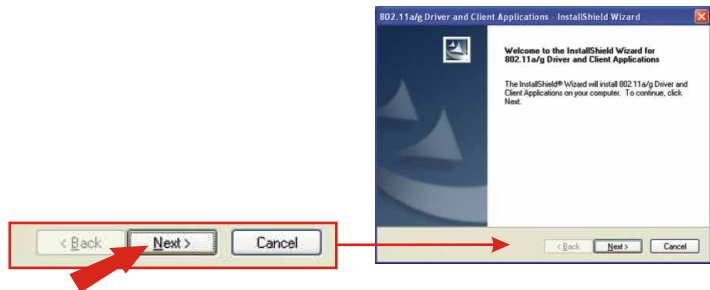 802.11a/g Driver and Client Applications - InstallShield Wizard
Welcome to the InstallShield Wizard for
802.11a/g Driver and Client Applications
The InstallShield® Wizard will install 802.11a/g Driver and
Client Applications on your computer. To continue, click
Next.
< Back Next > Cancel
< Back Next > Cancel